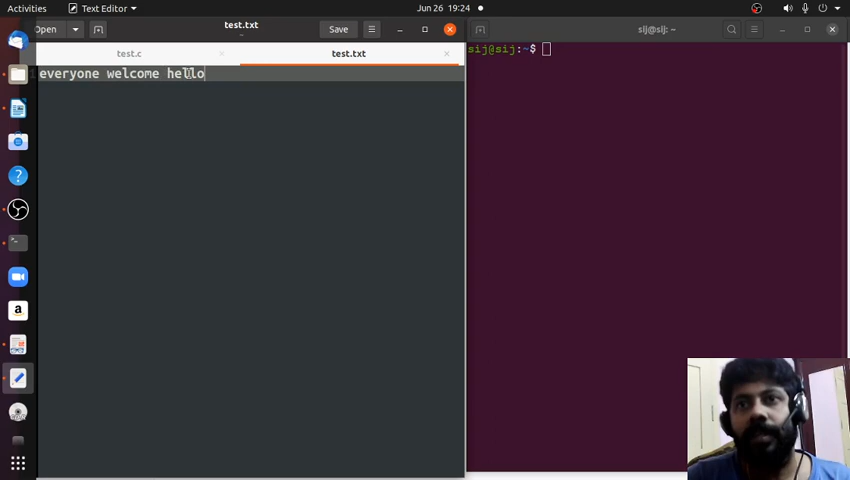 Activities
Text Editor
Jun 26 19:24
Open
test.txt
Save
sij@sij: ~
test.c
test.txt
1 everyone welcome hello
sij@sij:~$